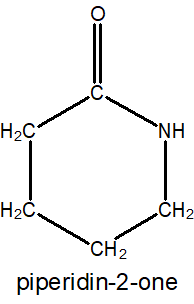 O
C
H₂C NH
H₂C CH₂
CH₂
piperidin-2-one